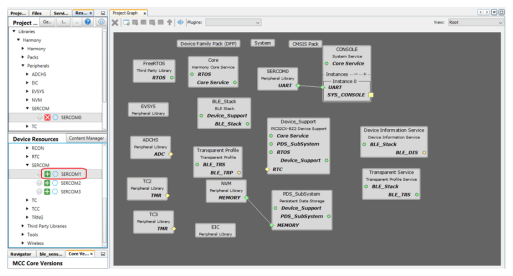 Proje...
Files
Servi...
Res...
Project ...
De...
Libraries
Harmony
Harmony
Packs
Peripherals
ADCHS
EIC
EVSYS
NVM
SERCOM
SERCOM0
TC
Device Resources
Content Manager
RCON
RTC
SERCOM
SERCOM1
SERCOM2
SERCOM3
TC
TCC
TRNG
Third Party Libraries
Tools
Wireless
Navigator
ble_sens...
Core Ve...
MCC Core Versions
Project Graph
Plugins:
View:
Root
Device Family Pack (DFP)
System
CMSIS Pack
FreeRTOS
Third Party Library
RTOS
Core
Harmony Core Service
RTOS
Core Service
SERCOM0
Peripheral Library
UART
CONSOLE
System Service
Core Service
Instances
Instance 0
UART
SYS_CONSOLE
EVSYS
Peripheral Library
BLE_Stack
Device_Support
BLE_Stack
ADCHS
Peripheral Library
ADC
Transparent Profile
Transparent Profile
BLE_TRS
BLE_TRP
Device_Support
PIC32CX-BZ2 Device Support
Core Service
PDS_SubSystem
RTOS
Device_Support
RTC
Device Information Service
Device Information Service
BLE_Stack
BLE_DIS
TC2
Peripheral Library
TMR
NVM
Peripheral Library
MEMORY
Transparent Service
Transparent Profile Service
BLE_Stack
BLE_TRS
PDS_SubSystem
Persistent Data Storage
Device_Support
PDS_SubSystem
MEMORY
TC3
Peripheral Library
TMR
EIC
Peripheral Library